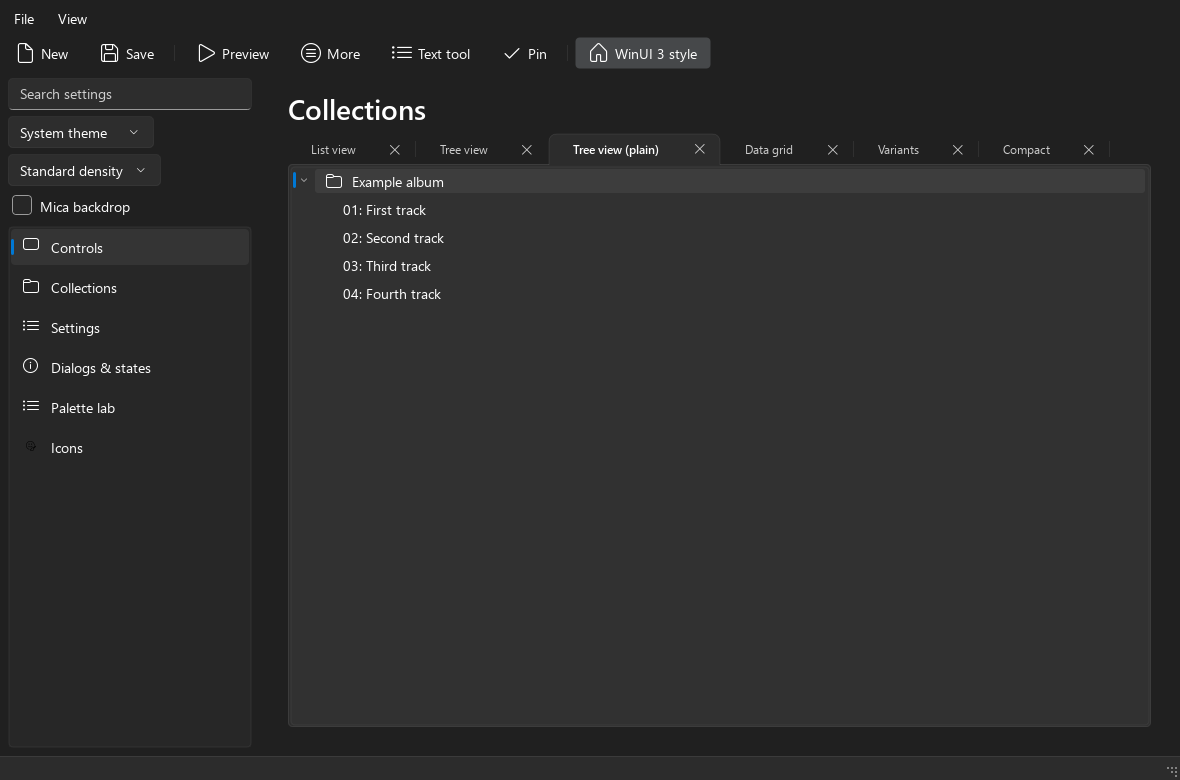 File View
New Save Preview More Text tool Pin WinUI 3 style
Search settings
System theme
Standard density
Mica backdrop
Controls
Collections
Settings
Dialogs & states
Palette lab
Icons
Collections
List view Tree view Tree view (plain) Data grid Variants Compact
Example album
01: First track
02: Second track
03: Third track
04: Fourth track